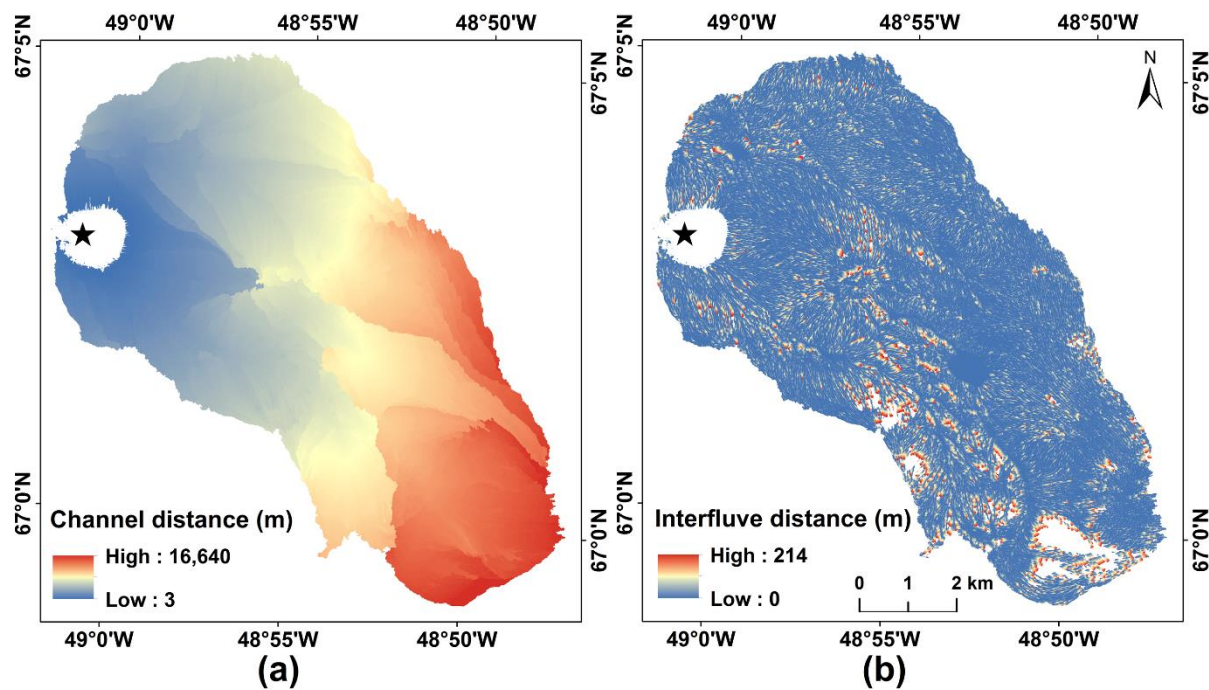 49°0'W 48°55'W 48°50'W
49°0'W 48°55'W 48°50'W
67°5'N
67°5'N
67°5'N
67°5'N
N
67°0'N
67°0'N
67°0'N
67°0'N
Channel distance (m)
High : 16,640
Low : 3
Interfluve distance (m)
High : 214
Low : 0
0 1 2 km
49°0'W 48°55'W 48°50'W
49°0'W 48°55'W 48°50'W
(a)
(b)